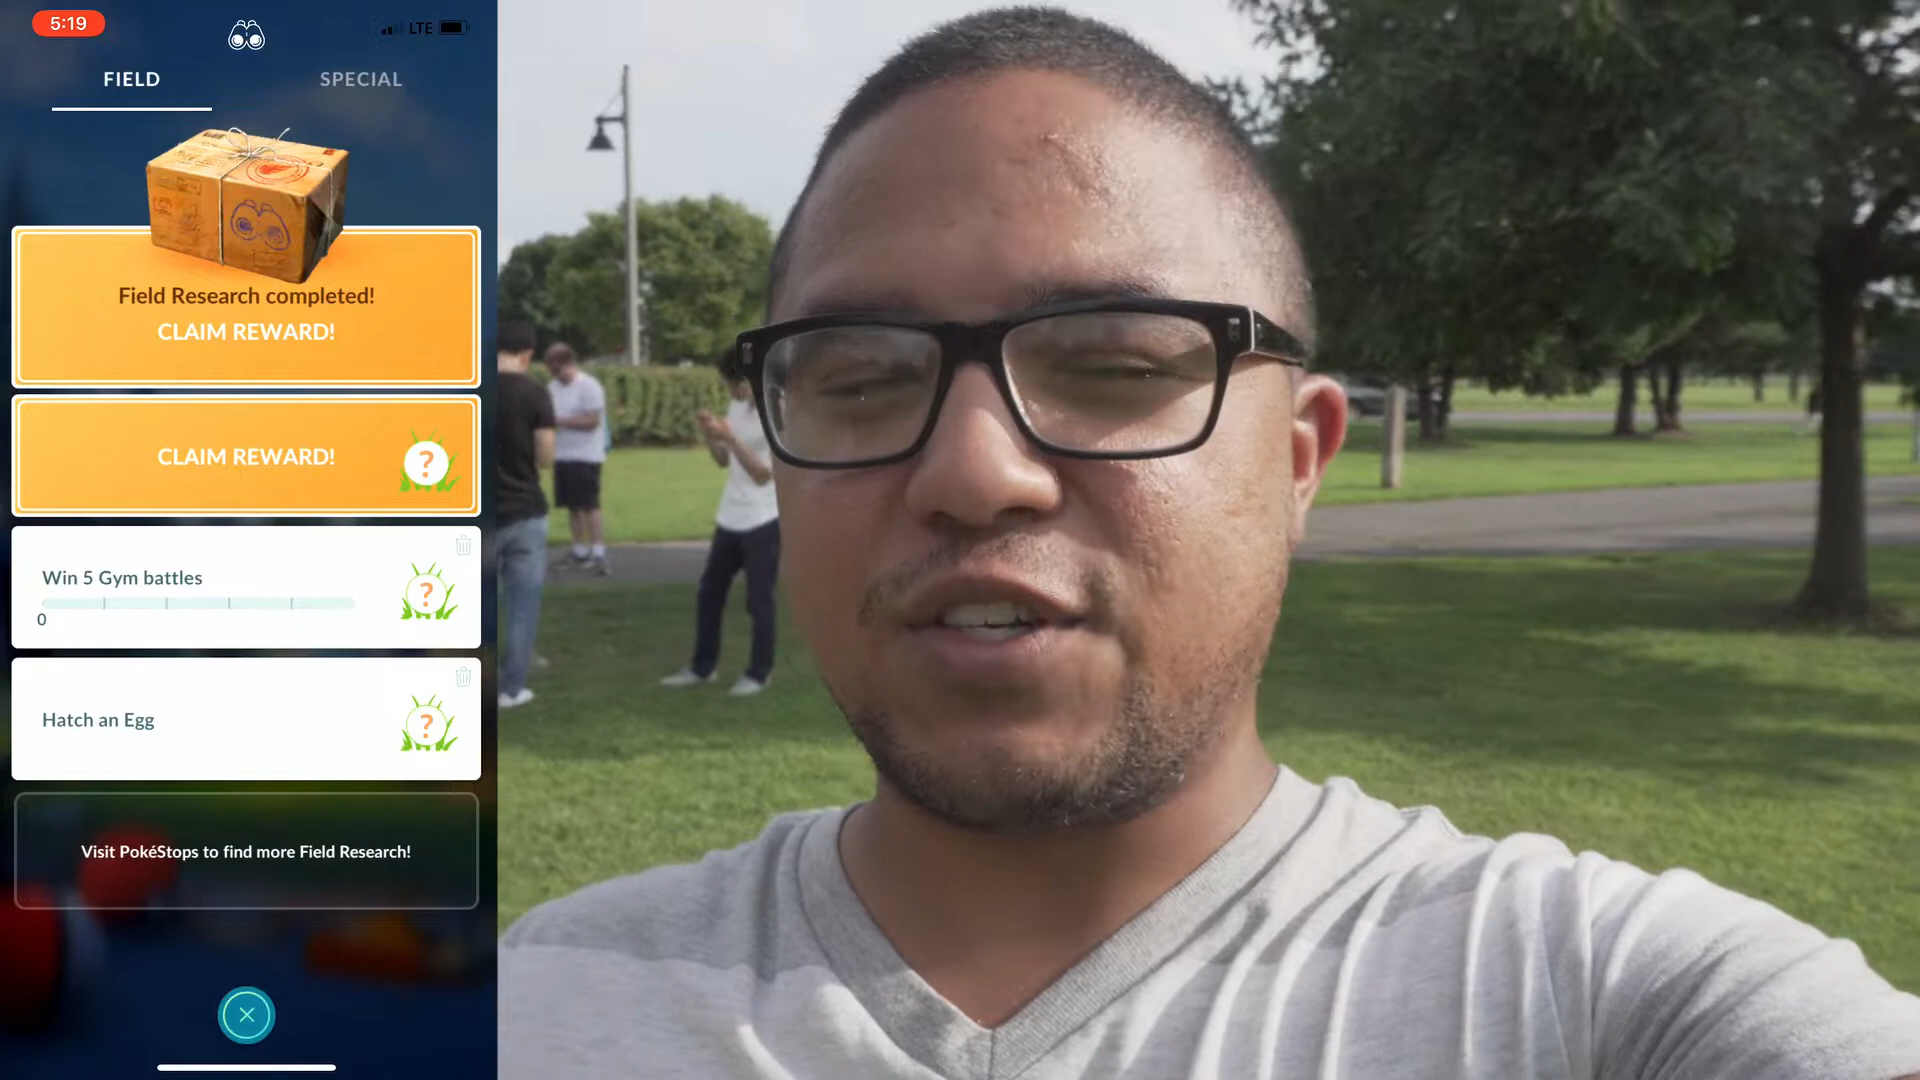 5:19
LTE
FIELD
SPECIAL
Field Research completed!
CLAIM REWARD!
CLAIM REWARD!
?
Win 5 Gym battles
?
0
Hatch an Egg
?
Visit PokéStops to find more Field Research!